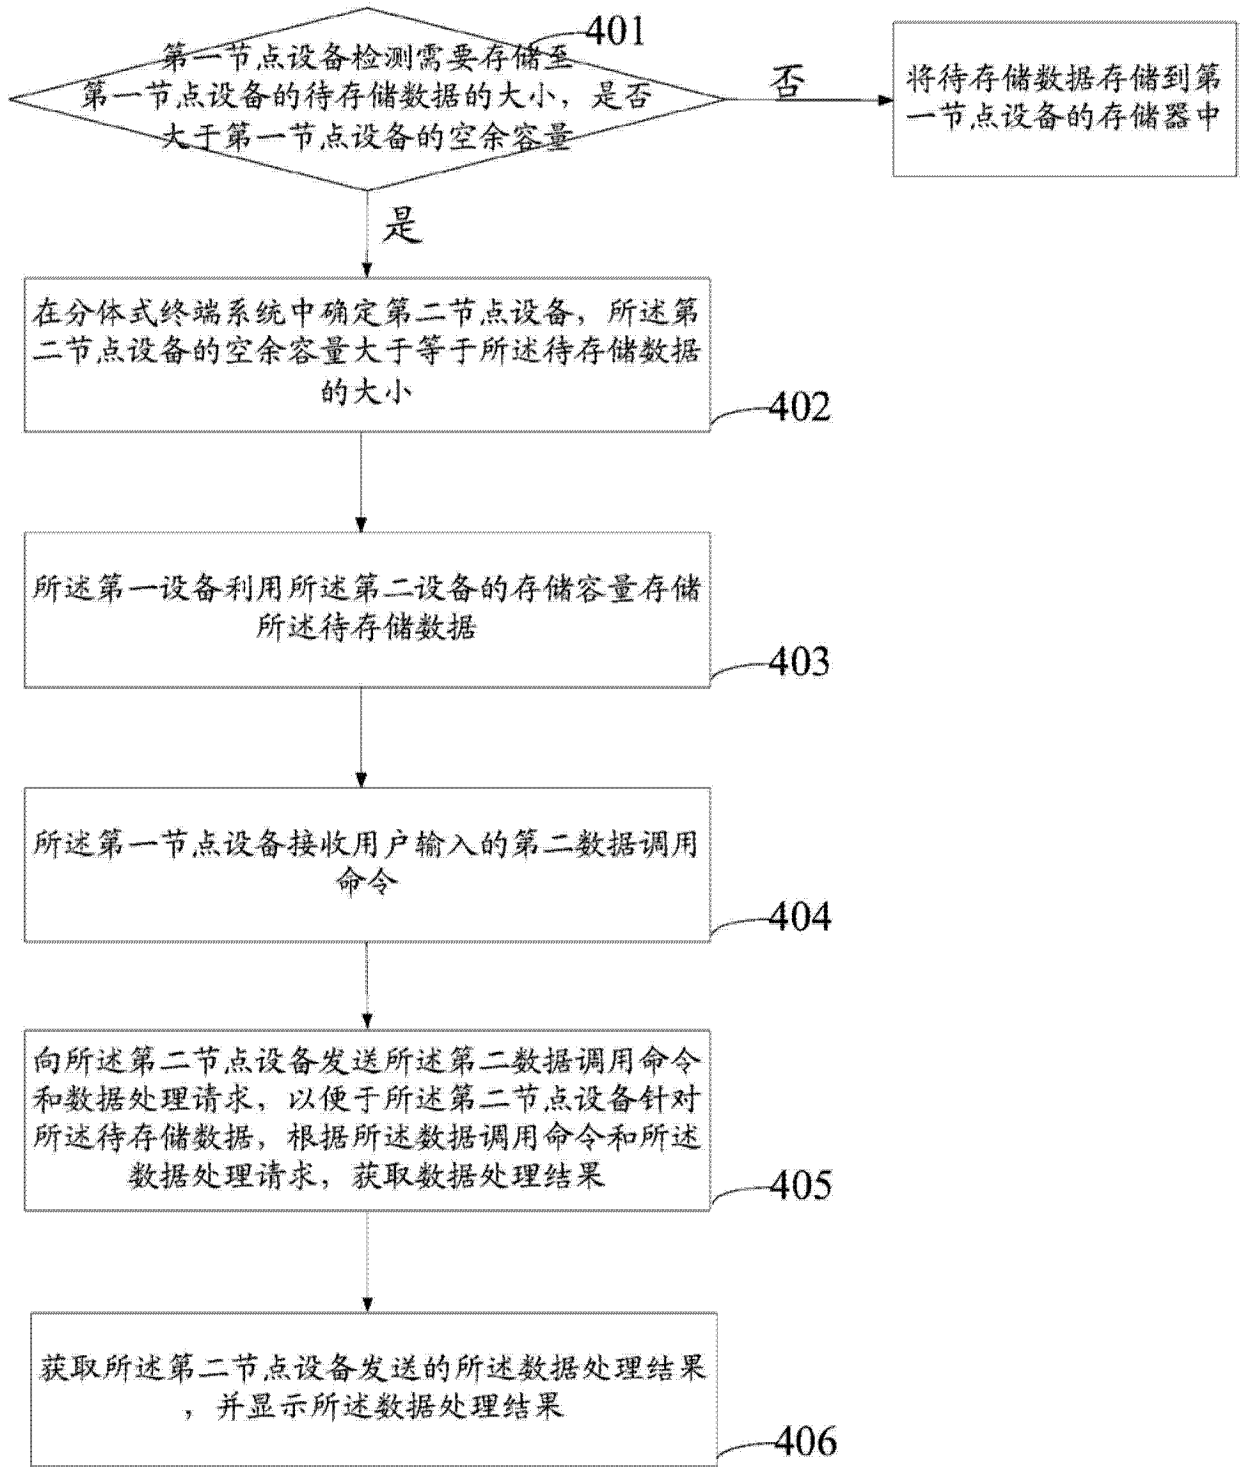 401
第一节点设备检测需要存储至
第一节点设备的待存储数据的大小，是否
大于第一节点设备的空余容量
否
将待存储数据存储到第
一节点设备的存储器中
是
在分体式终端系统中确定第二节点设备，所述第
二节点设备的空余容量大于等于所述待存储数据
的大小
402
所述第一设备利用所述第二设备的存储容量存储
所述待存储数据
403
所述第一节点设备接收用户输入的第二数据调用
命令
404
向所述第二节点设备发送所述第二数据调用命令
和数据处理请求，以便于所述第二节点设备针对
所述待存储数据，根据所述数据调用命令和所述
数据处理请求，获取数据处理结果
405
获取所述第二节点设备发送的所述数据处理结果
，并显示所述数据处理结果
406